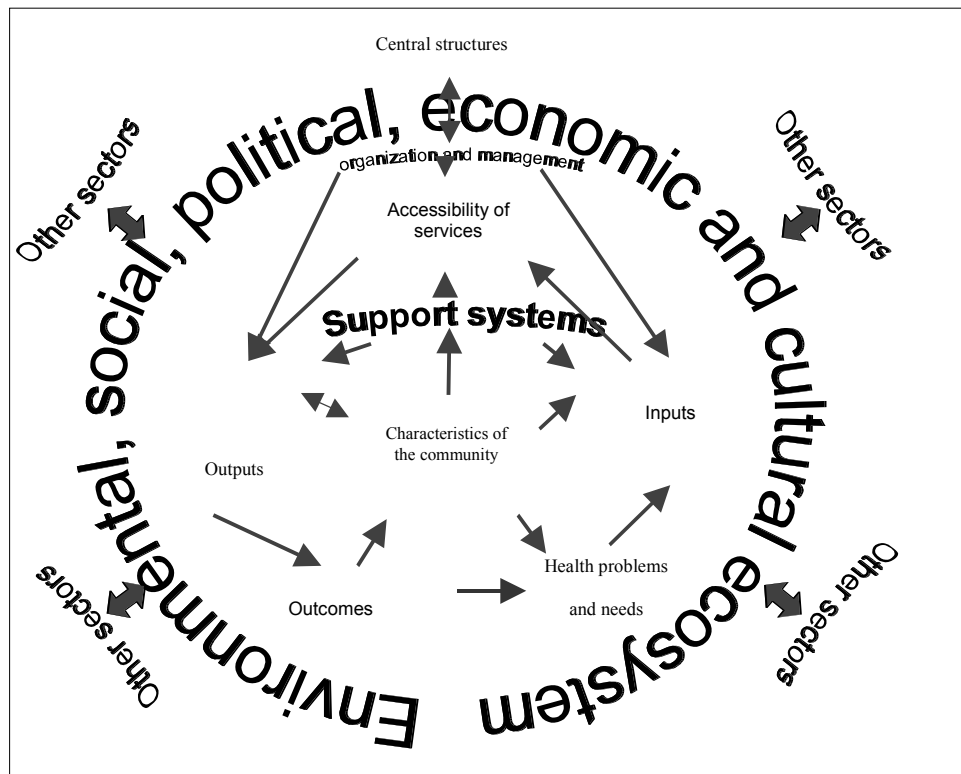 Central structures
Environmental, social, political, economic and cultural ecosystem
Other sectors
Other sectors
organization and management
Accessibility of
services
Support systems
Inputs
Characteristics of
the community
Outputs
Health problems
and needs
Outcomes
Other sectors
Other sectors